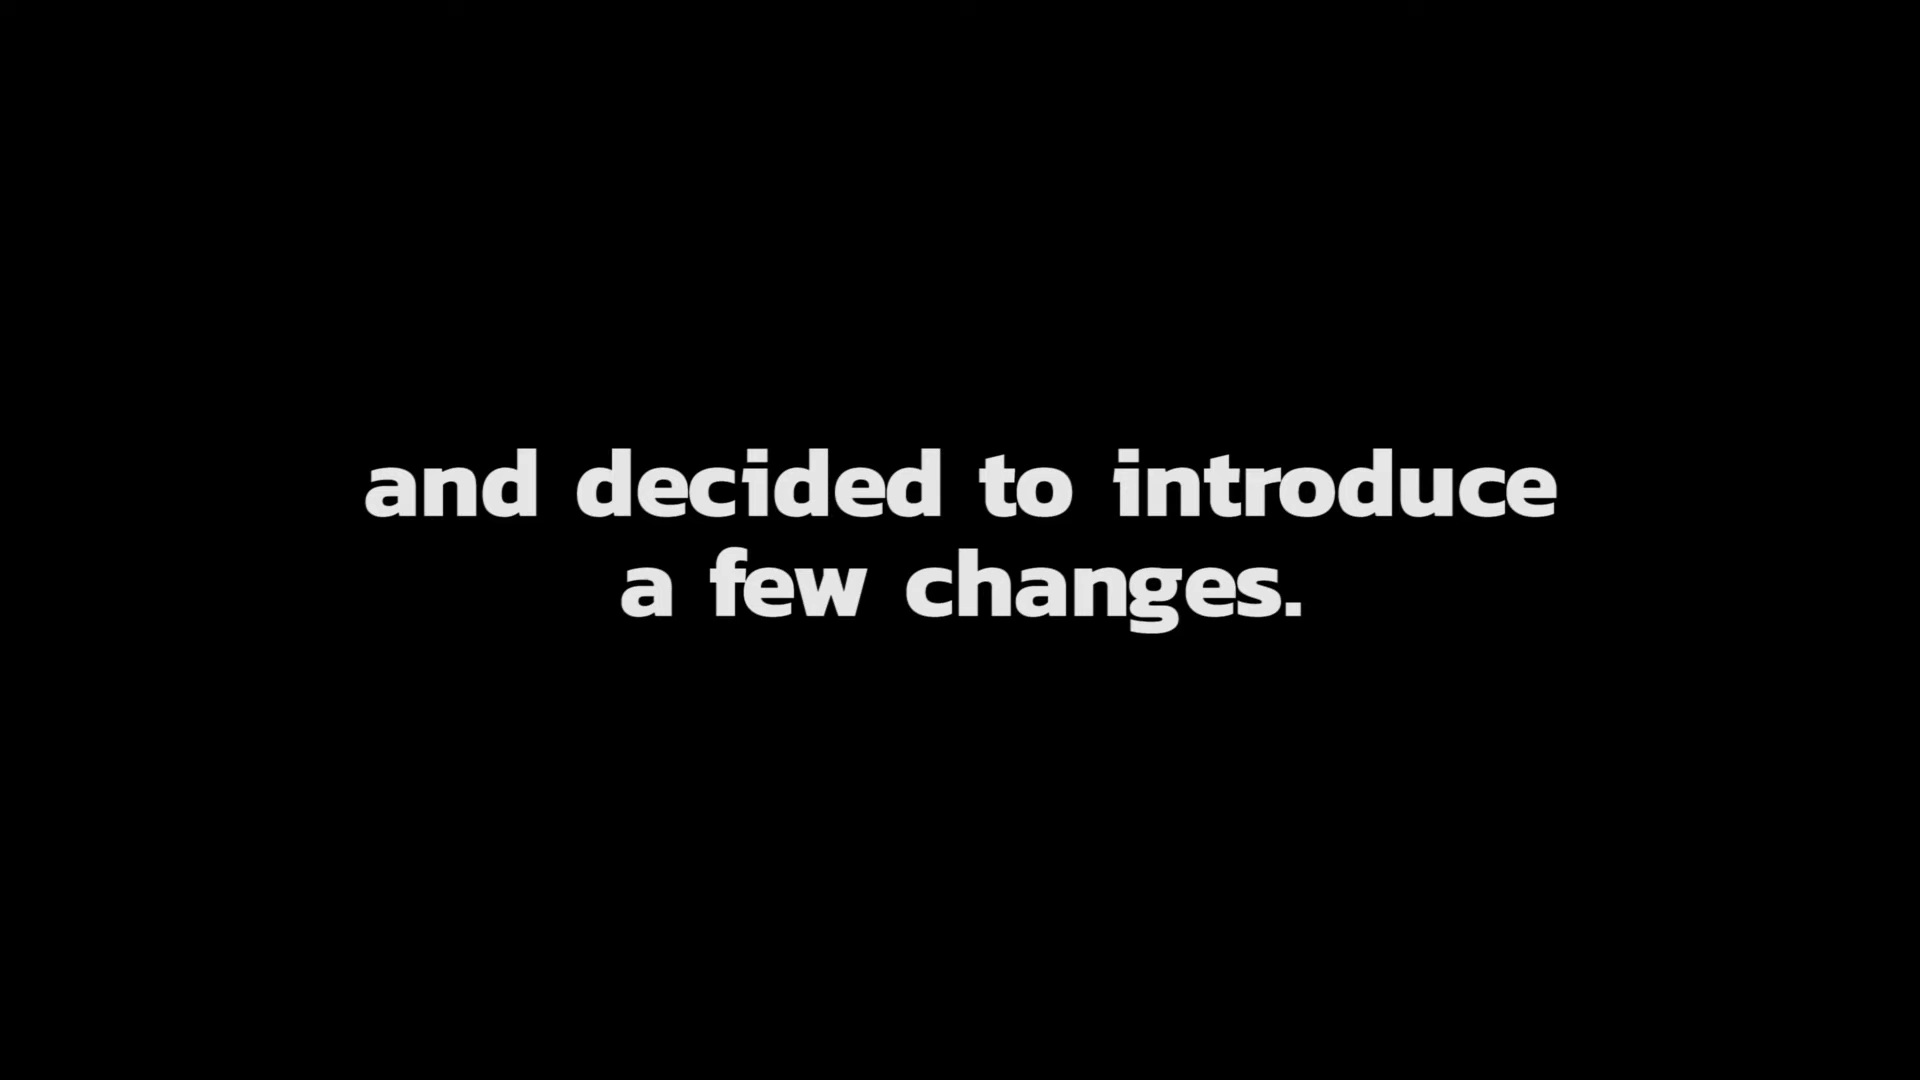 and decided to introduce
a few changes.